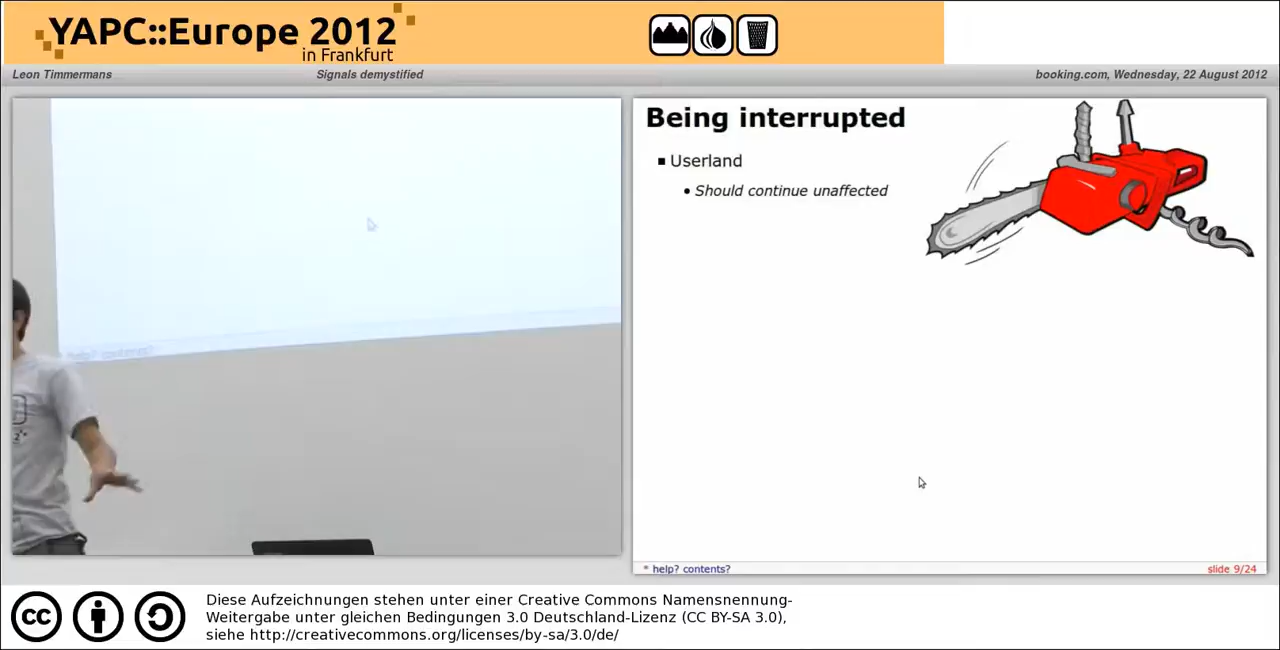 YAPC::Europe 2012
in Frankfurt
Leon Timmermans
Signals demystified
booking.com, Wednesday, 22 August 2012
Being interrupted
Userland
Should continue unaffected
* help? contents?
slide 9/24
cc
Diese Aufzeichnungen stehen unter einer Creative Commons Namensnennung-
Weitergabe unter gleichen Bedingungen 3.0 Deutschland-Lizenz (CC BY-SA 3.0),
siehe http://creativecommons.org/licenses/by-sa/3.0/de/